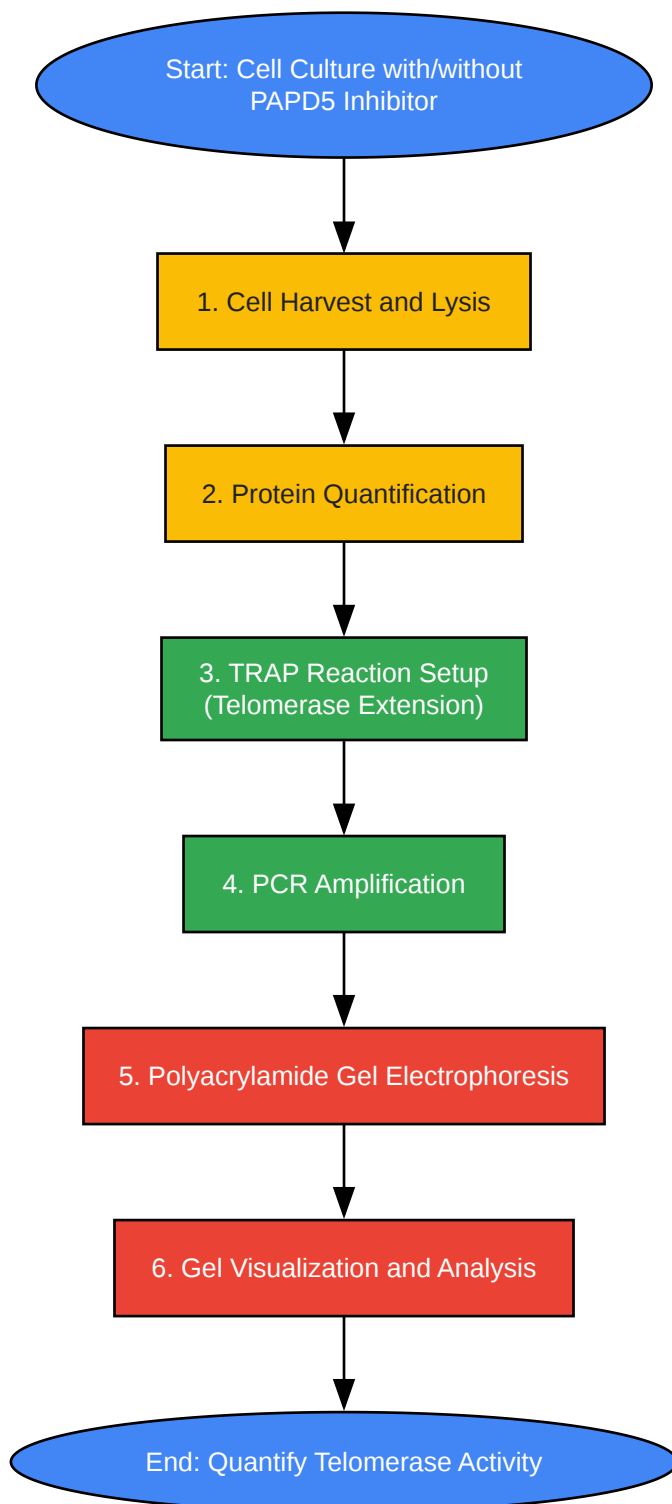 Start: Cell Culture with/without
PAPD5 Inhibitor
1. Cell Harvest and Lysis
2. Protein Quantification
3. TRAP Reaction Setup
(Telomerase Extension)
4. PCR Amplification
5. Polyacrylamide Gel Electrophoresis
6. Gel Visualization and Analysis
End: Quantify Telomerase Activity